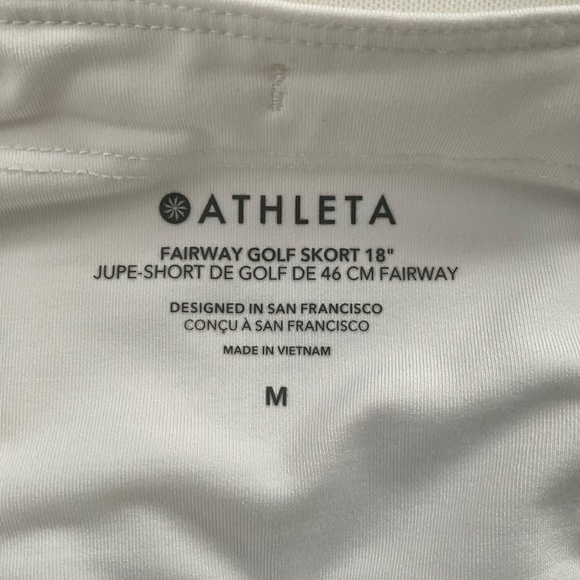 ATHLETA
FAIRWAY GOLF SKORT 18"
JUPE-SHORT DE GOLF DE 46 CM FAIRWAY
DESIGNED IN SAN FRANCISCO
CONÇU À SAN FRANCISCO
MADE IN VIETNAM
M